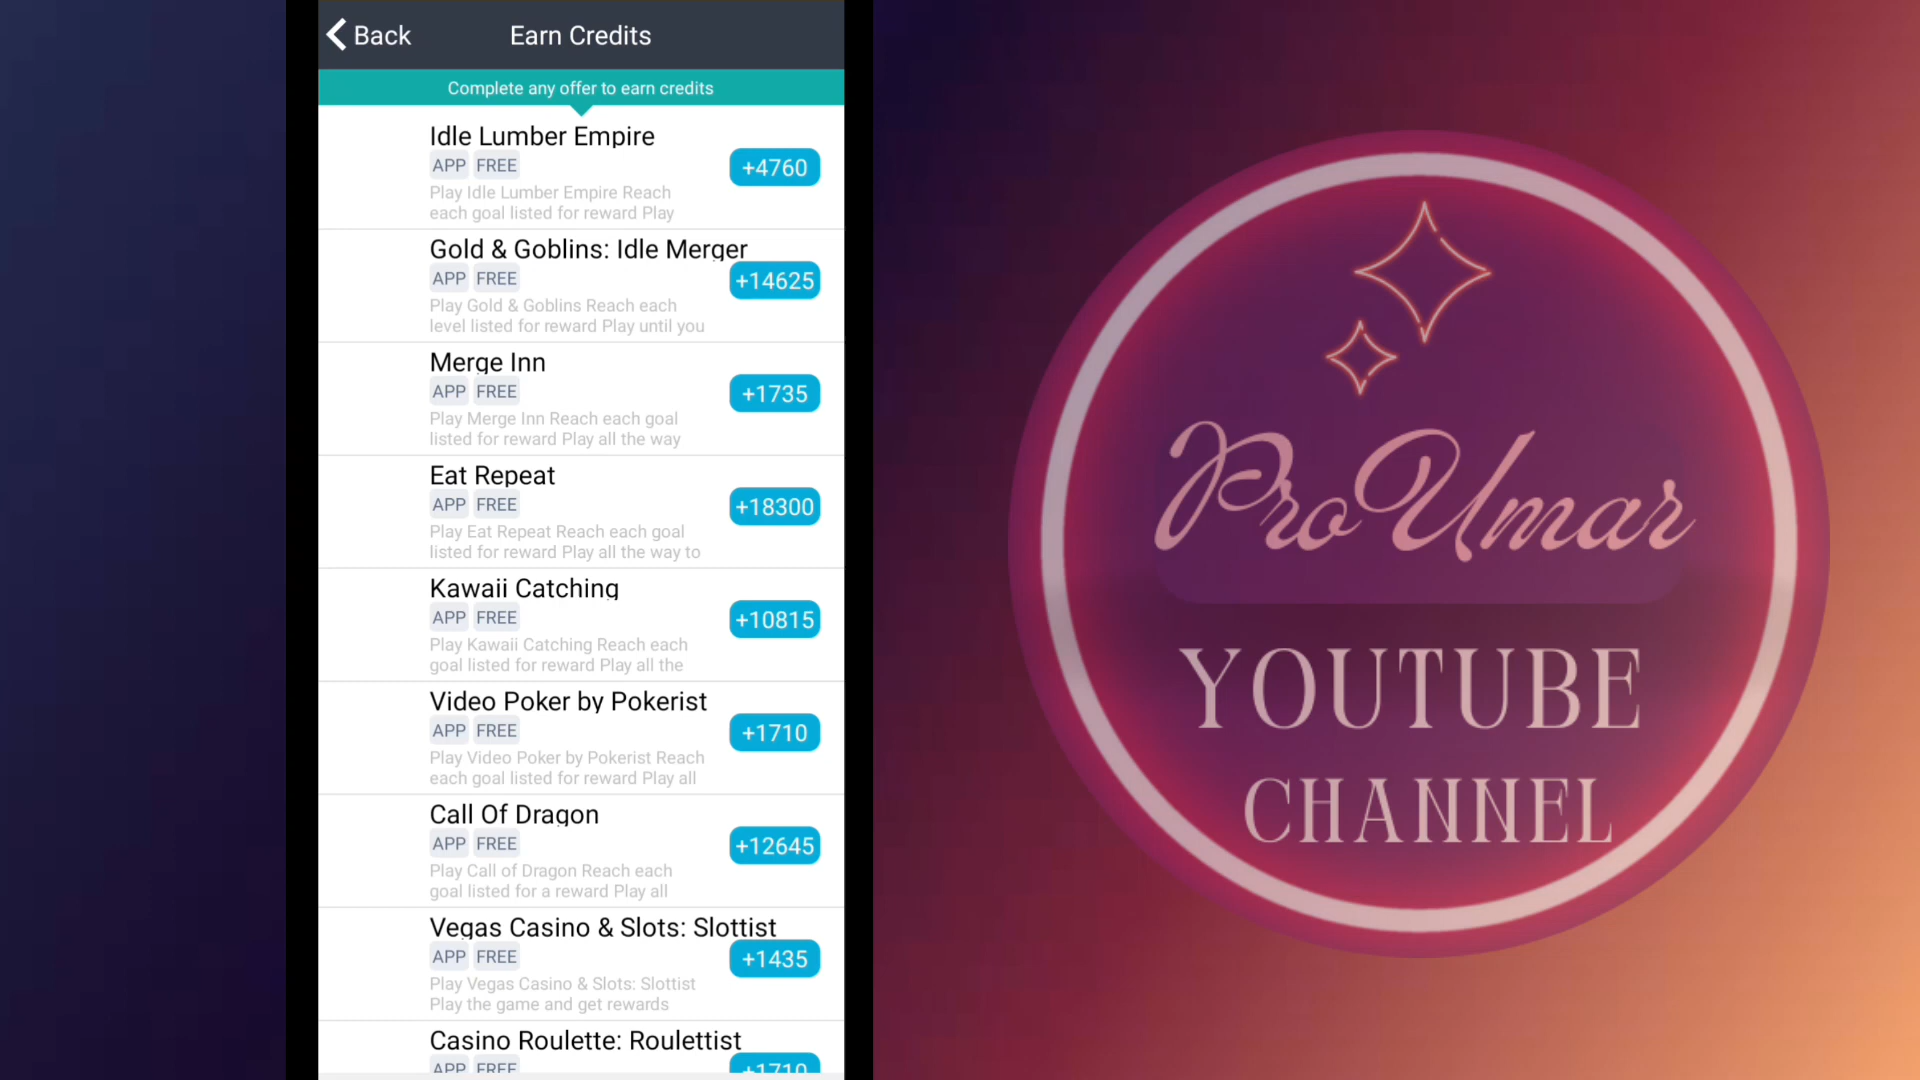 Back
Earn Credits
Complete any offer to earn credits
Idle Lumber Empire
APP FREE
+4760
Play Idle Lumber Empire Reach
each goal listed for reward Play
Gold & Goblins: Idle Merger
APP FREE
+14625
Play Gold & Goblins Reach each
level listed for reward Play until you
Merge Inn
APP FREE
+1735
Play Merge Inn Reach each goal
listed for reward Play all the way
Eat Repeat
APP FREE
+18300
Play Eat Repeat Reach each goal
listed for reward Play all the way to
Kawaii Catching
APP FREE
+10815
Play Kawaii Catching Reach each
goal listed for reward Play all the
Video Poker by Pokerist
APP FREE
+1710
Play Video Poker by Pokerist Reach
each goal listed for reward Play all
Call Of Dragon
APP FREE
+12645
Play Call of Dragon Reach each
goal listed for a reward Play all
Vegas Casino & Slots: Slottist
APP FREE
+1435
Play Vegas Casino & Slots: Slottist
Play the game and get rewards
Casino Roulette: Roulettist
APP FREE
+1710
ProUmar
YOUTUBE
CHANNEL